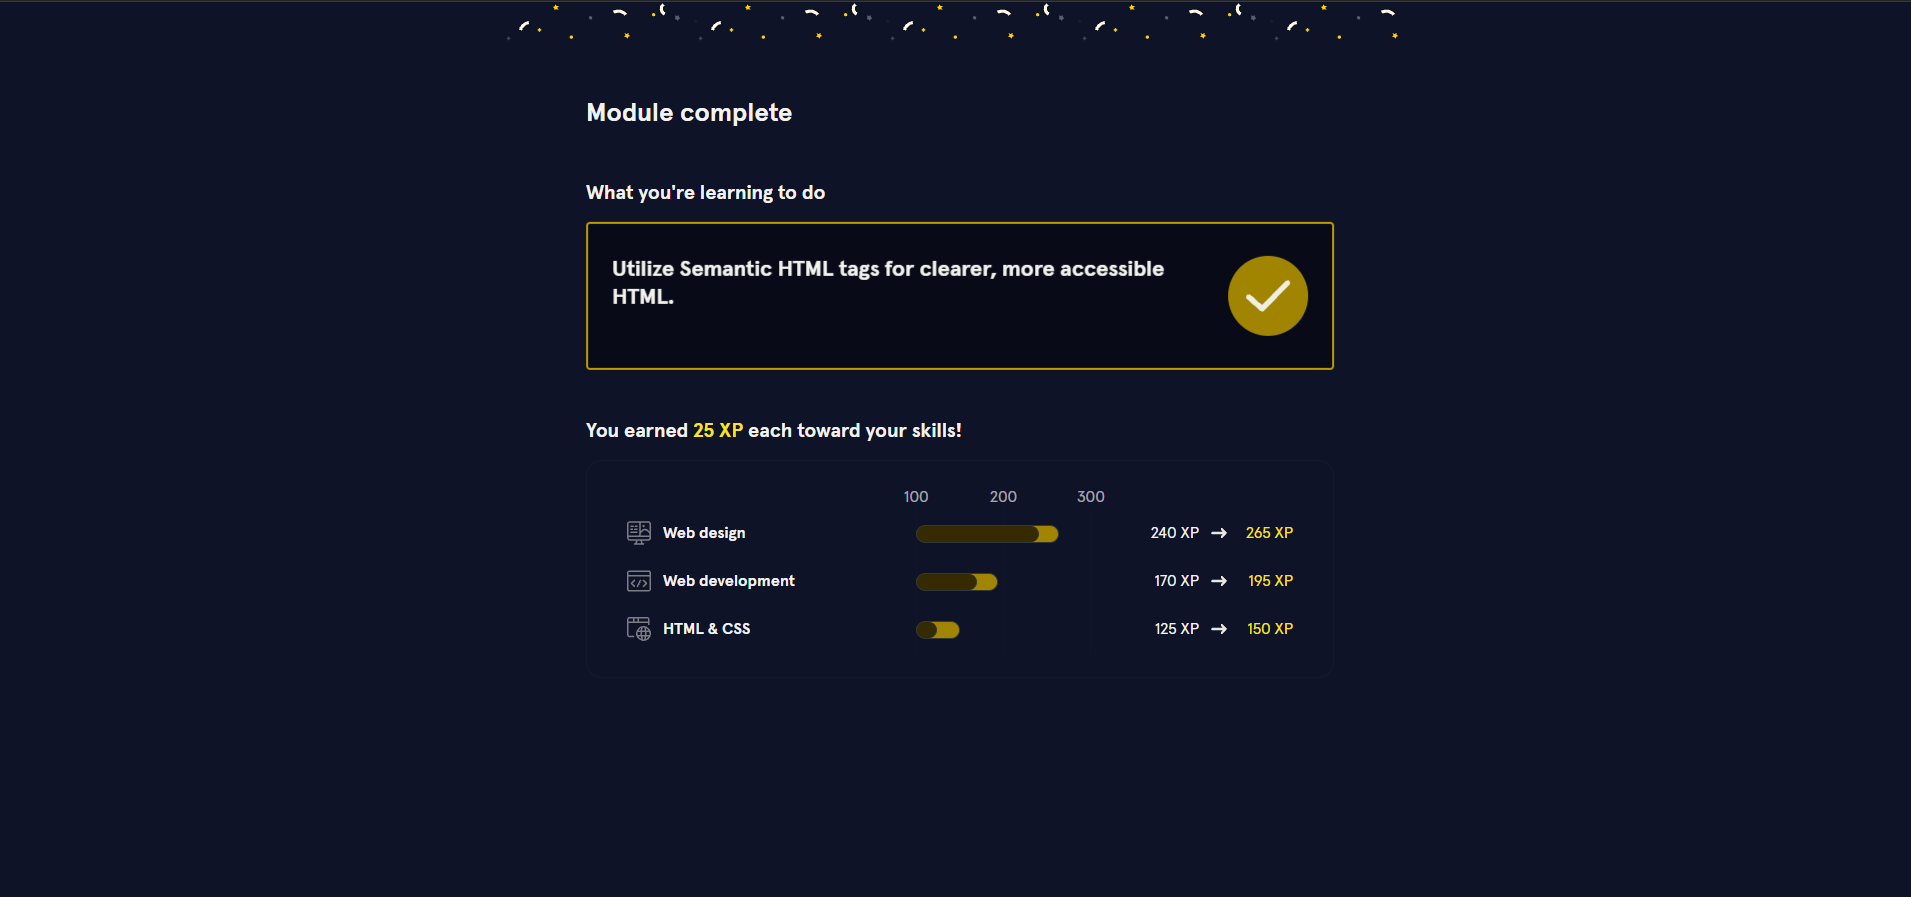 Module complete
What you're learning to do
Utilize Semantic HTML tags for clearer, more accessible
HTML.
You earned 25 XP each toward your skills!
100 200 300
Web design 240 XP → 265 XP
Web development 170 XP → 195 XP
HTML & CSS 125 XP → 150 XP